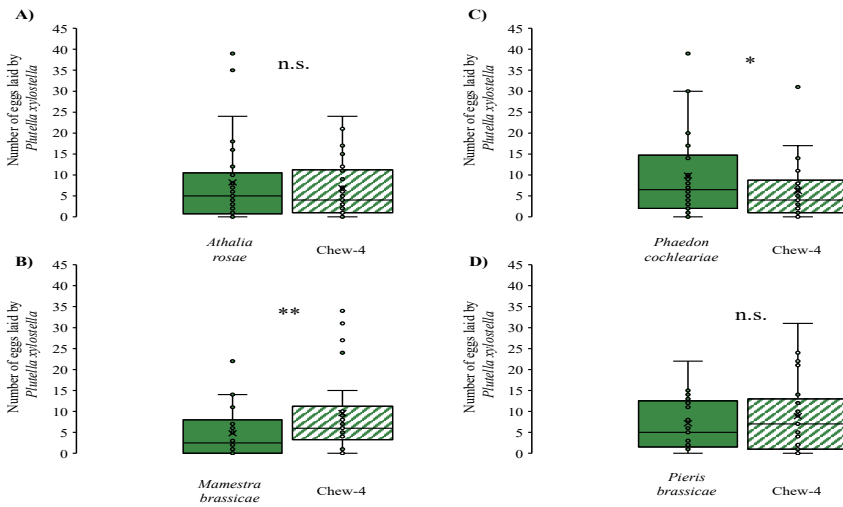 A)
Number of eggs laid by
Plutella xylostella
45
40
35
30
25
20
15
10
5
0
n.s.
Athalia
rosae
Chew-4
B)
Number of eggs laid by
Plutella xylostella
45
40
35
30
25
20
15
10
5
0
**
Mamestra
brassicae
Chew-4
C)
Number of eggs laid by
Plutella xylostella
45
40
35
30
25
20
15
10
5
0
*
Phaedon
cochleariae
Chew-4
D)
Number of eggs laid by
Plutella xylostella
45
40
35
30
25
20
15
10
5
0
n.s.
Pieris
brassicae
Chew-4